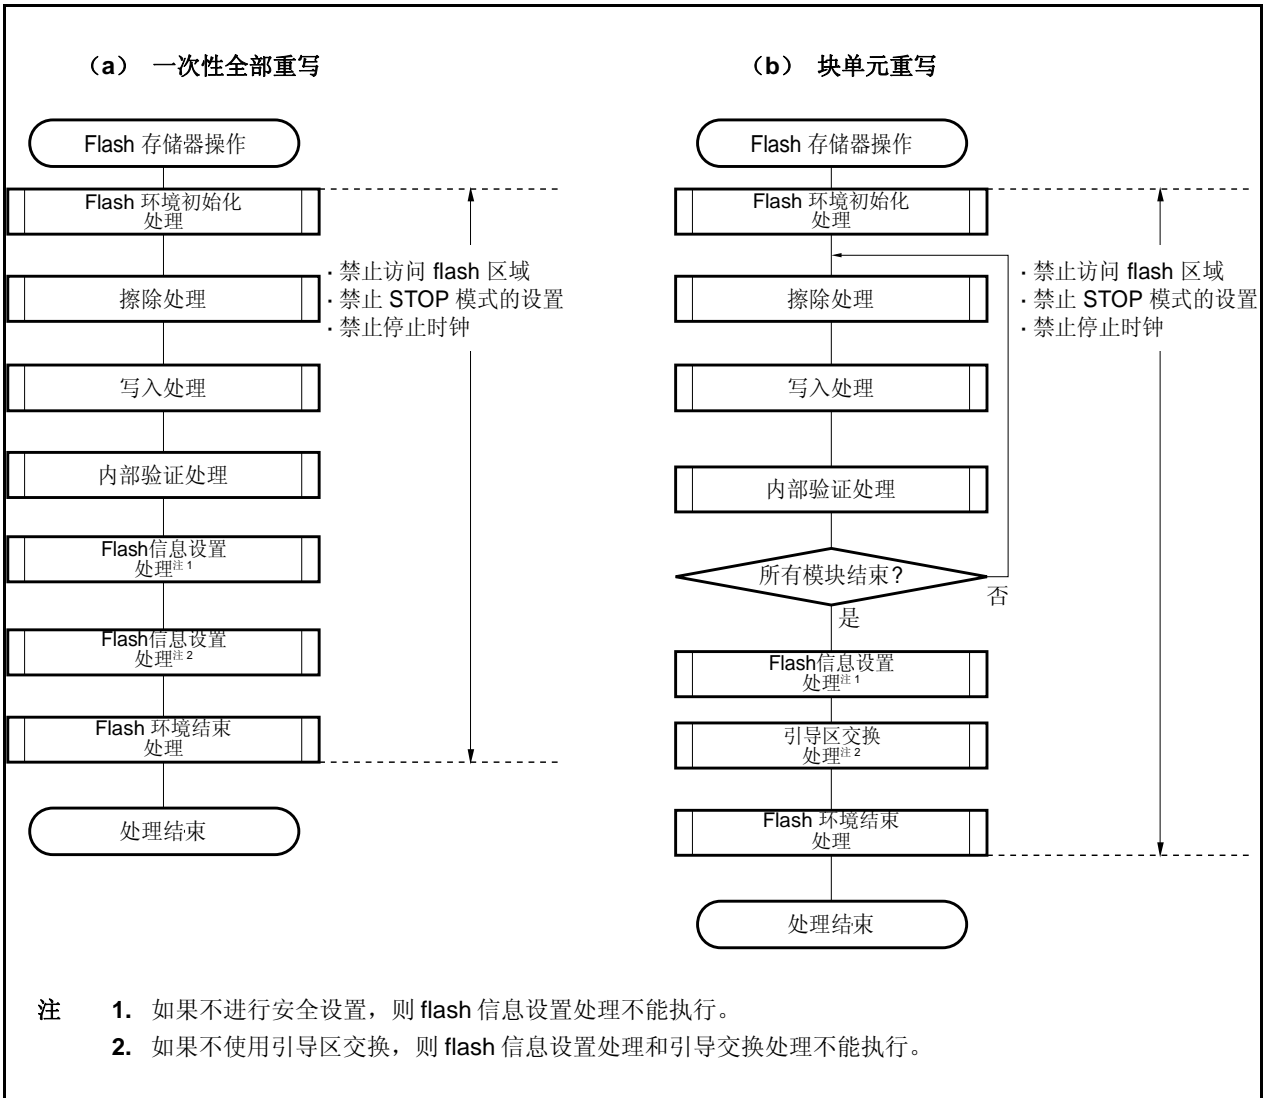 （a） 一次性全部重写
Flash 存储器操作
Flash 环境初始化
处理
· 禁止访问 flash 区域
· 禁止 STOP 模式的设置
· 禁止停止时钟
擦除处理
写入处理
内部验证处理
Flash信息设置
处理注 1
Flash信息设置
处理注 2
Flash 环境结束
处理
处理结束
（b） 块单元重写
Flash 存储器操作
Flash 环境初始化
处理
· 禁止访问 flash 区域
· 禁止 STOP 模式的设置
· 禁止停止时钟
擦除处理
写入处理
内部验证处理
所有模块结束?
否
是
Flash信息设置
处理注 1
引导区交换
处理注 2
Flash 环境结束
处理
处理结束
注 1. 如果不进行安全设置，则 flash 信息设置处理不能执行。
2. 如果不使用引导区交换，则 flash 信息设置处理和引导交换处理不能执行。